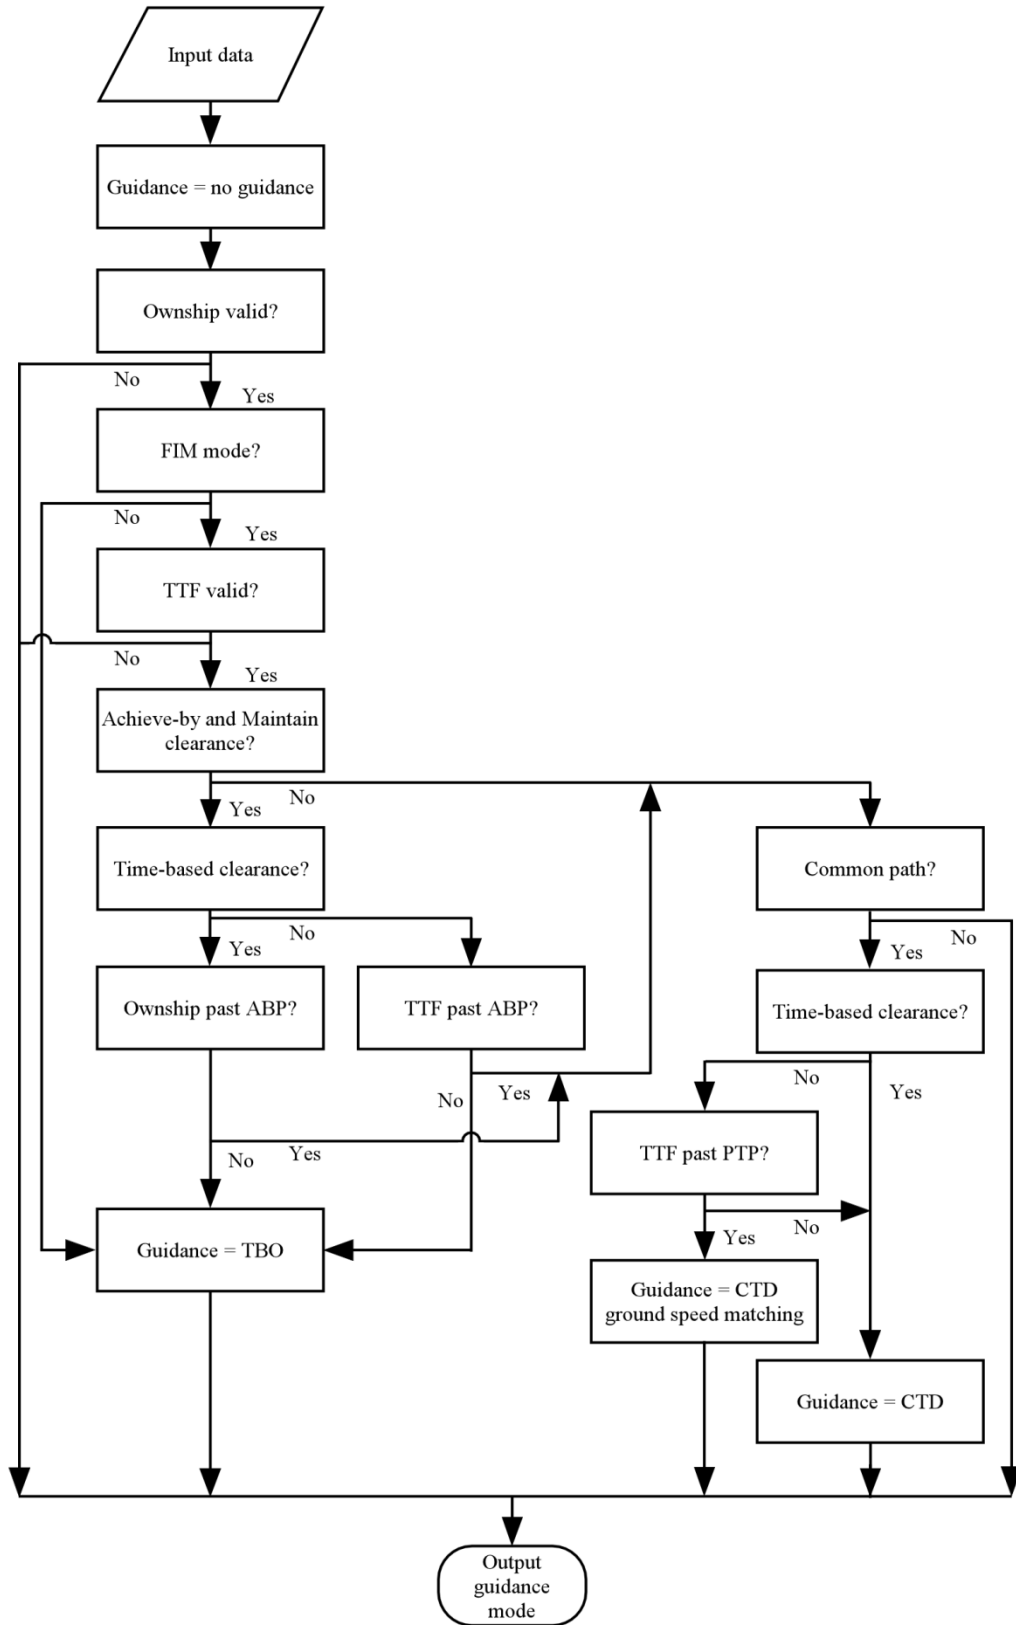 Input data
Guidance = no guidance
Ownship valid?
No
Yes
FIM mode?
No
Yes
TTF valid?
No
Yes
Achieve-by and Maintain
clearance?
No
Yes
Time-based clearance?
Common path?
No
Yes
No
Yes
Ownship past ABP?
TTF past ABP?
Time-based clearance?
No
Yes
No
Yes
Yes
No
TTF past PTP?
No
Yes
Guidance = TBO
Guidance = CTD
ground speed matching
Guidance = CTD
Output
guidance
mode